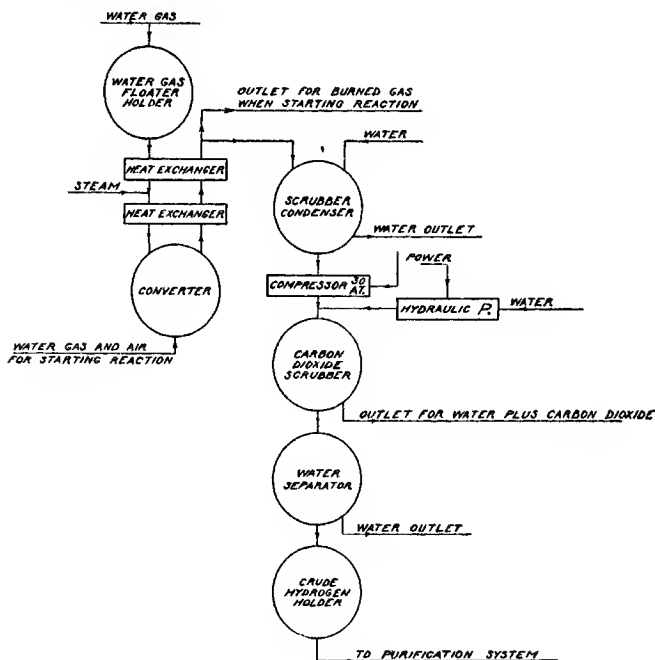 WATER GAS
WATER GAS
FLOATER
HOLDER
OUTLET FOR BURNED GAS
WHEN STARTING REACTION
WATER
HEAT EXCHANGER
STEAM
HEAT EXCHANGER
SCRUBBER
CONDENSER
WATER OUTLET
POWER
COMPRESSOR 30
AT.
CONVERTER
HYDRAULIC P.
WATER
WATER GAS AND AIR
FOR STARTING REACTION
CARBON
DIOXIDE
SCRUBBER
OUTLET FOR WATER PLUS CARBON DIOXIDE
WATER
SEPARATOR
WATER OUTLET
CRUDE
HYDROGEN
HOLDER
TO PURIFICATION SYSTEM